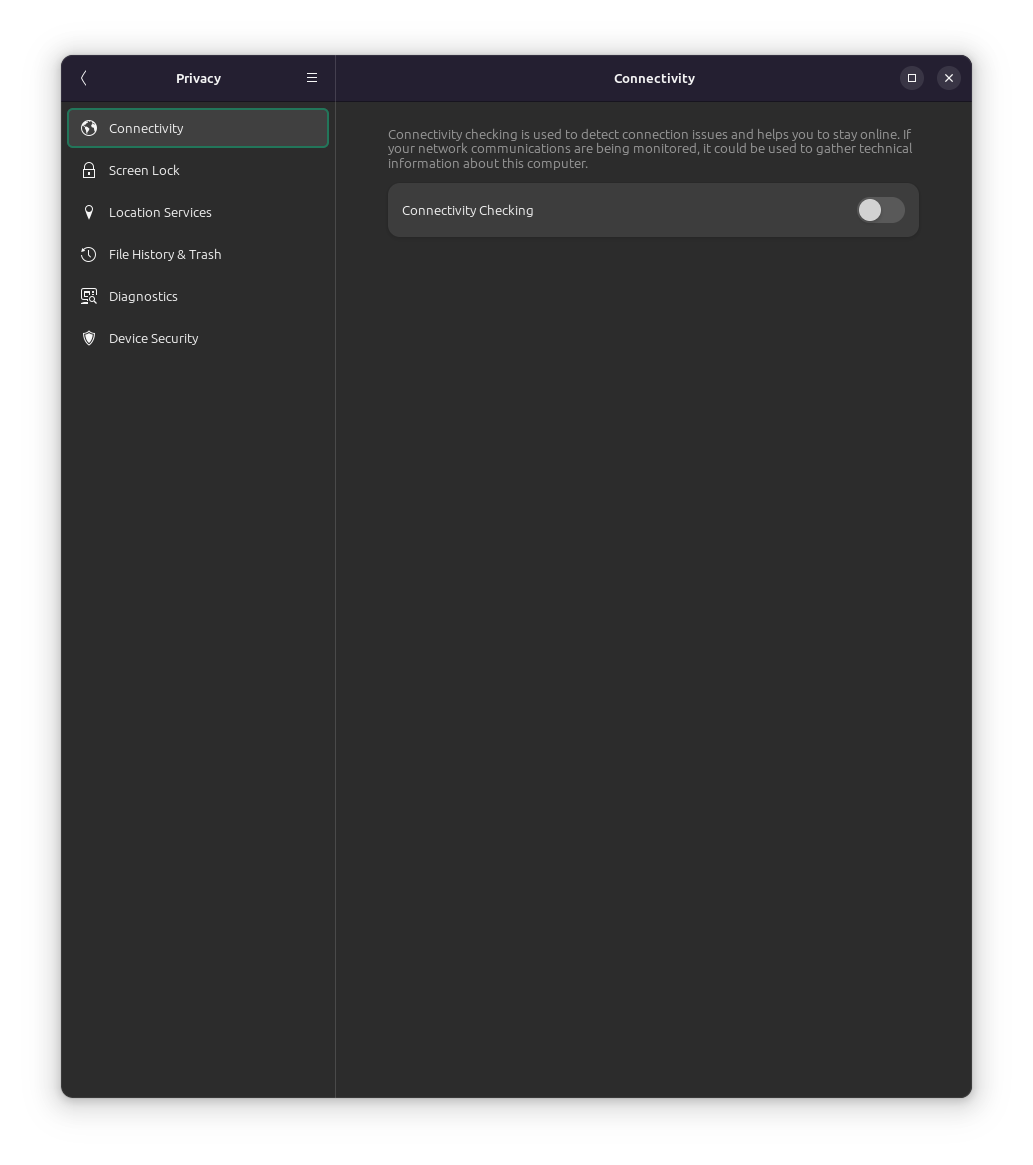 Privacy
Connectivity
Connectivity
Screen Lock
Location Services
File History & Trash
Diagnostics
Device Security
Connectivity checking is used to detect connection issues and helps you to stay online. If
your network communications are being monitored, it could be used to gather technical
information about this computer.
Connectivity Checking